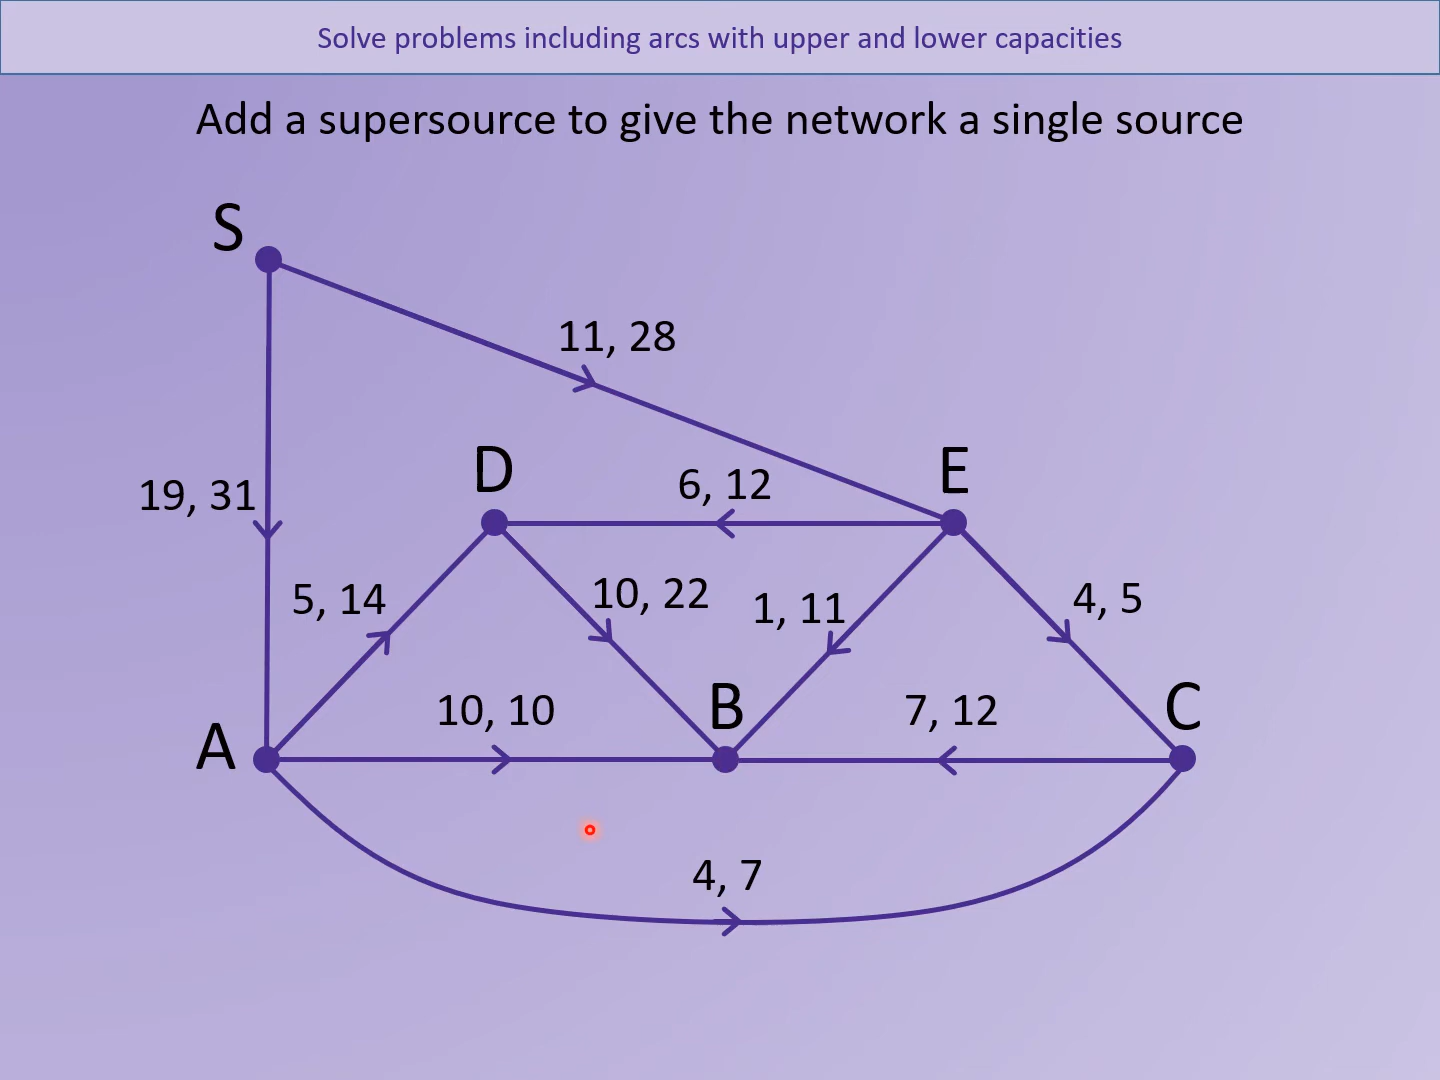 Solve problems including arcs with upper and lower capacities
Add a supersource to give the network a single source
S
11, 28
D
E
6, 12
19, 31
5, 14
10, 22
1, 11
4, 5
A
10, 10
B
7, 12
C
4, 7